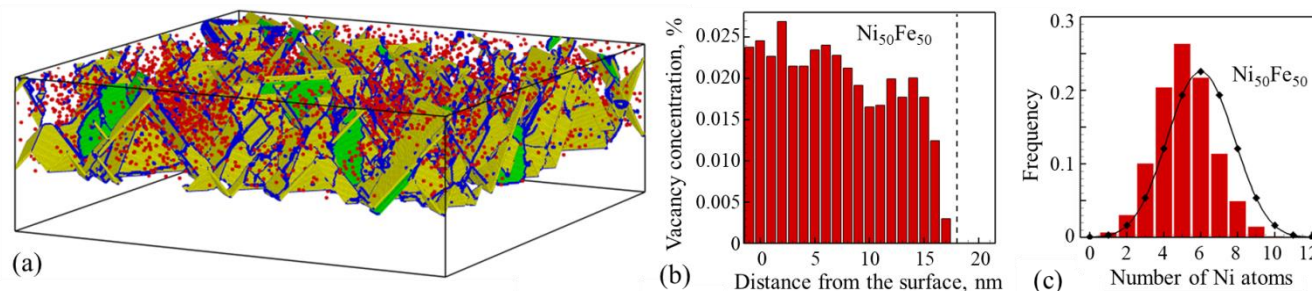 (a)
Vacancy concentration, %
0.025
0.020
0.015
0.010
0.005
0
Ni₅₀Fe₅₀
0 5 10 15 20
Distance from the surface, nm
(b)
Frequency
0.3
0.2
0.1
0
Ni₅₀Fe₅₀
0 2 4 6 8 10 12
Number of Ni atoms
(c)